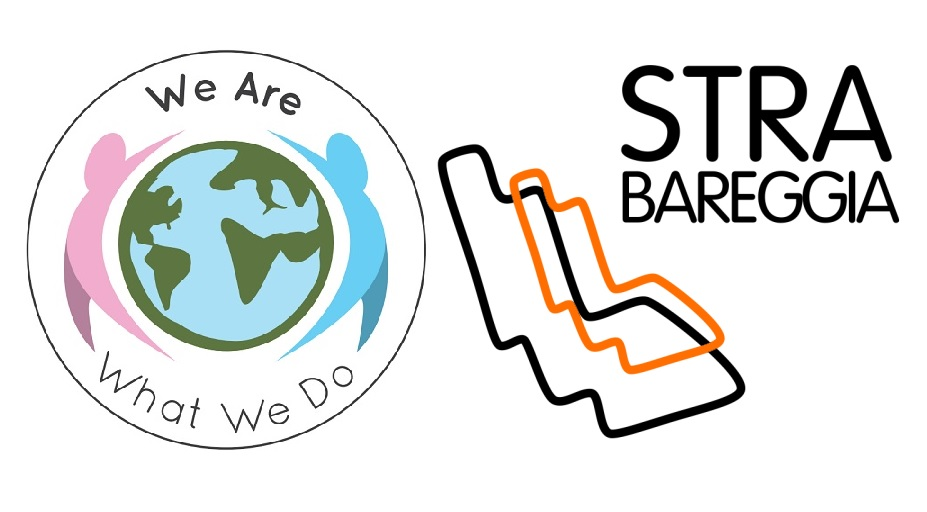 We Are
What We Do
STRA
BAREGGIA